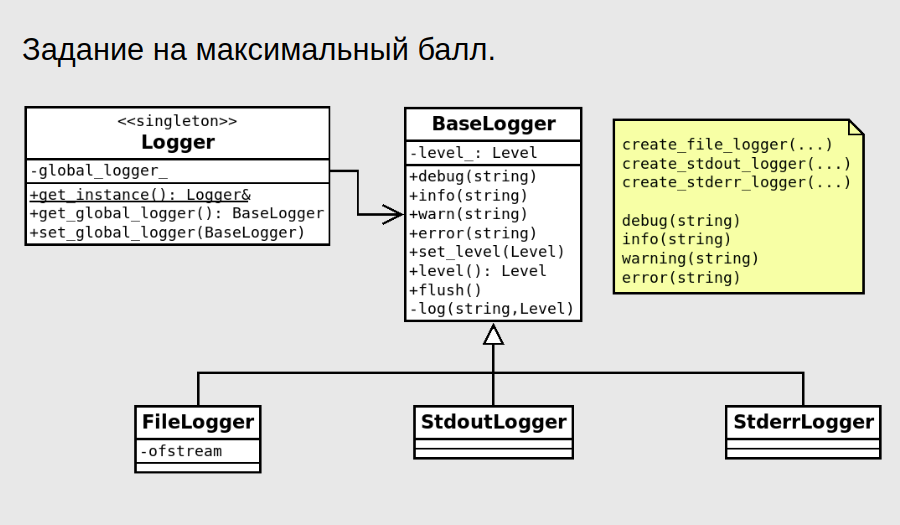 Задание на максимальный балл.
<<singleton>>
Logger
-global_logger_
+get_instance(): Logger&
+get_global_logger(): BaseLogger
+set_global_logger(BaseLogger)
BaseLogger
-level_: Level
+debug(string)
+info(string)
+warn(string)
+error(string)
+set_level(Level)
+level(): Level
+flush()
-log(string,Level)
create_file_logger(...)
create_stdout_logger(...)
create_stderr_logger(...)
debug(string)
info(string)
warning(string)
error(string)
FileLogger
-ofstream
StdoutLogger
StderrLogger